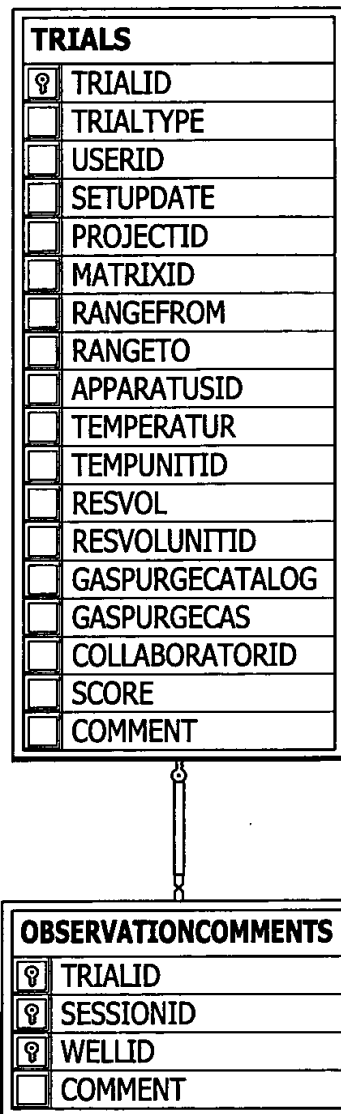 TRIALS
TRIALID
TRIALTYPE
USERID
SETUPDATE
PROJECTID
MATRIXID
RANGEFROM
RANGETO
APPARATUSID
TEMPERATUR
TEMPUNITID
RESVOL
RESVOLUNITID
GASPURGECATALOG
GASPURGECAS
COLLABORATORID
SCORE
COMMENT
OBSERVATIONCOMMENTS
TRIALID
SESSIONID
WELLID
COMMENT